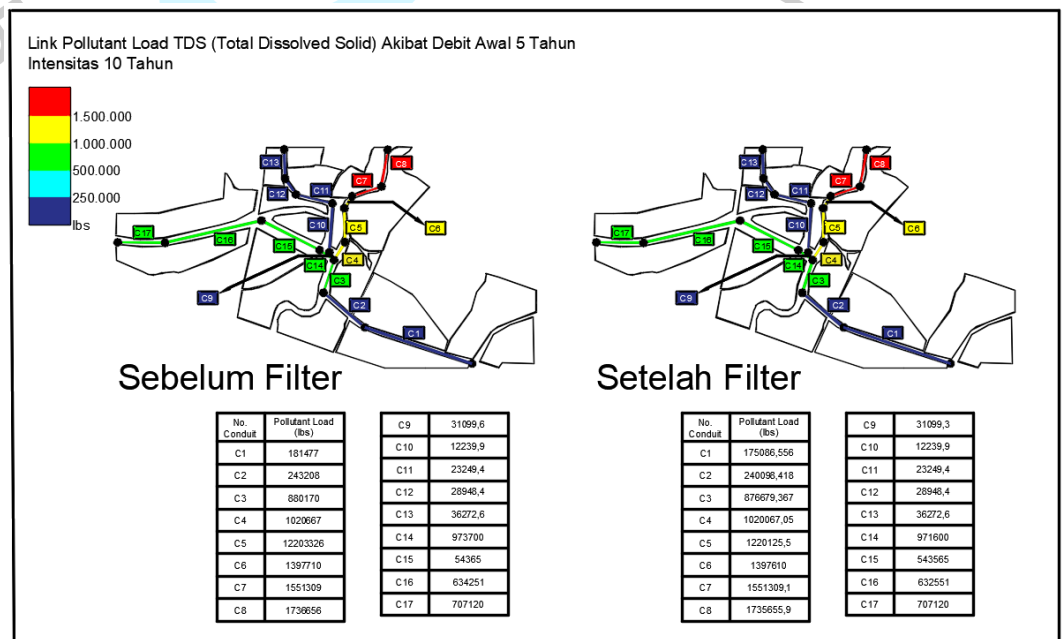 Link Pollutant Load TDS (Total Dissolved Solid) Akibat Debit Awal 5 Tahun
Intensitas 10 Tahun
1.500.000
1.000.000
500.000
250.000
lbs
C13
C8
C7
C12
C11
C10
C5
C6
C17
C16
C15
C4
C14
C3
C9
C2
C1
Sebelum Filter
C13
C8
C7
C12
C11
C10
C5
C6
C17
C16
C15
C4
C14
C3
C9
C2
C1
Setelah Filter
No. Conduit Pollutant Load (lbs)
C1 181477
C2 243208
C3 880170
C4 1020667
C5 12203326
C6 1397710
C7 1551309
C8 1736656
C9 31099,6
C10 12239,9
C11 23249,4
C12 28948,4
C13 36272,6
C14 973700
C15 54365
C16 634251
C17 707120
No. Conduit Pollutant Load (lbs)
C1 175086,556
C2 240098,418
C3 876679,367
C4 1020067,05
C5 1220125,5
C6 1397610
C7 1551309,1
C8 1735655,9
C9 31099,3
C10 12239,9
C11 23249,4
C12 28948,4
C13 36272,6
C14 971600
C15 543565
C16 632551
C17 707120